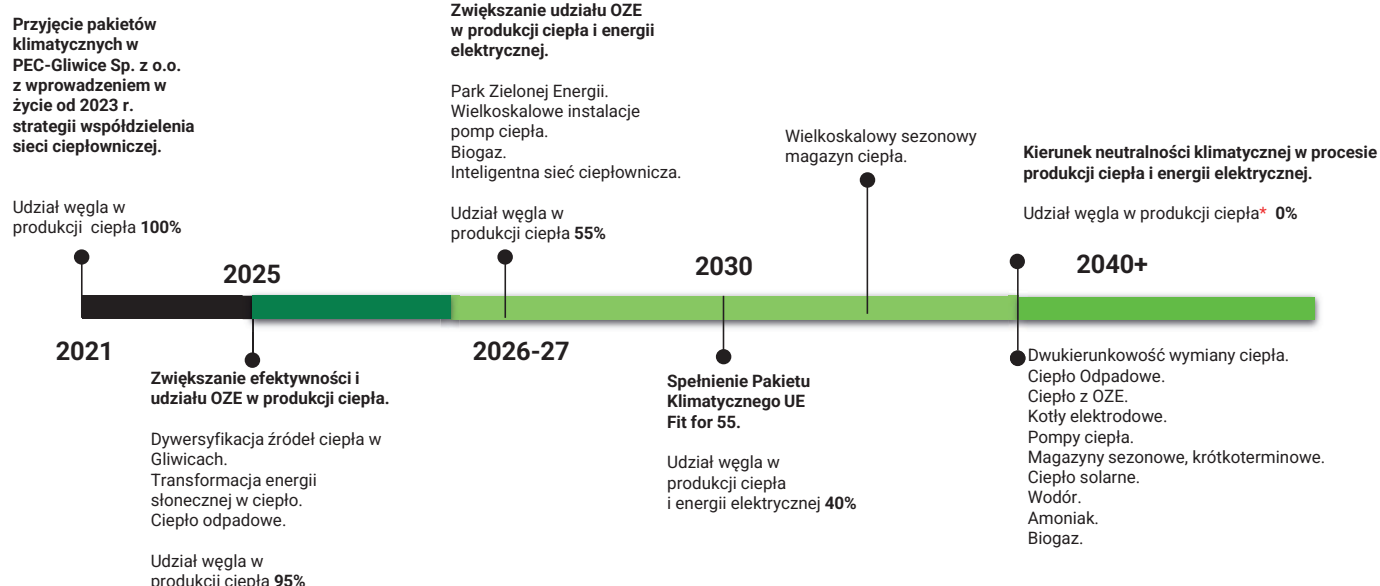 Przyjęcie pakietów
klimatycznych w
PEC-Gliwice Sp. z o.o.
z wprowadzeniem w
życie od 2023 r.
strategii współdzielenia
sieci ciepłowniczej.
Udział węgla w
produkcji ciepła 100%
2021
2025
Zwiększanie efektywności i
udziału OZE w produkcji ciepła.
Dywersyfikacja źródeł ciepła w
Gliwicach.
Transformacja energii
słonecznej w ciepło.
Ciepło odpadowe.
Udział węgla w
produkcji ciepła 95%
Zwiększanie udziału OZE
w produkcji ciepła i energii
elektrycznej.
Park Zielonej Energii.
Wielkoskalowe instalacje
pomp ciepła.
Biogaz.
Inteligentna sieć ciepłownicza.
Udział węgla w
produkcji ciepła 55%
2026-27
2030
Spełnienie Pakietu
Klimatycznego UE
Fit for 55.
Udział węgla w
produkcji ciepła
i energii elektrycznej 40%
Wielkoskalowy sezonowy
magazyn ciepła.
Kierunek neutralności klimatycznej w procesie
produkcji ciepła i energii elektrycznej.
Udział węgla w produkcji ciepła* 0%
2040+
Dwukierunkowość wymiany ciepła.
Ciepło Odpadowe.
Ciepło z OZE.
Kotły elektrodowe.
Pompy ciepła.
Magazyny sezonowe, krótkoterminowe.
Ciepło solarne.
Wodór.
Amoniak.
Biogaz.